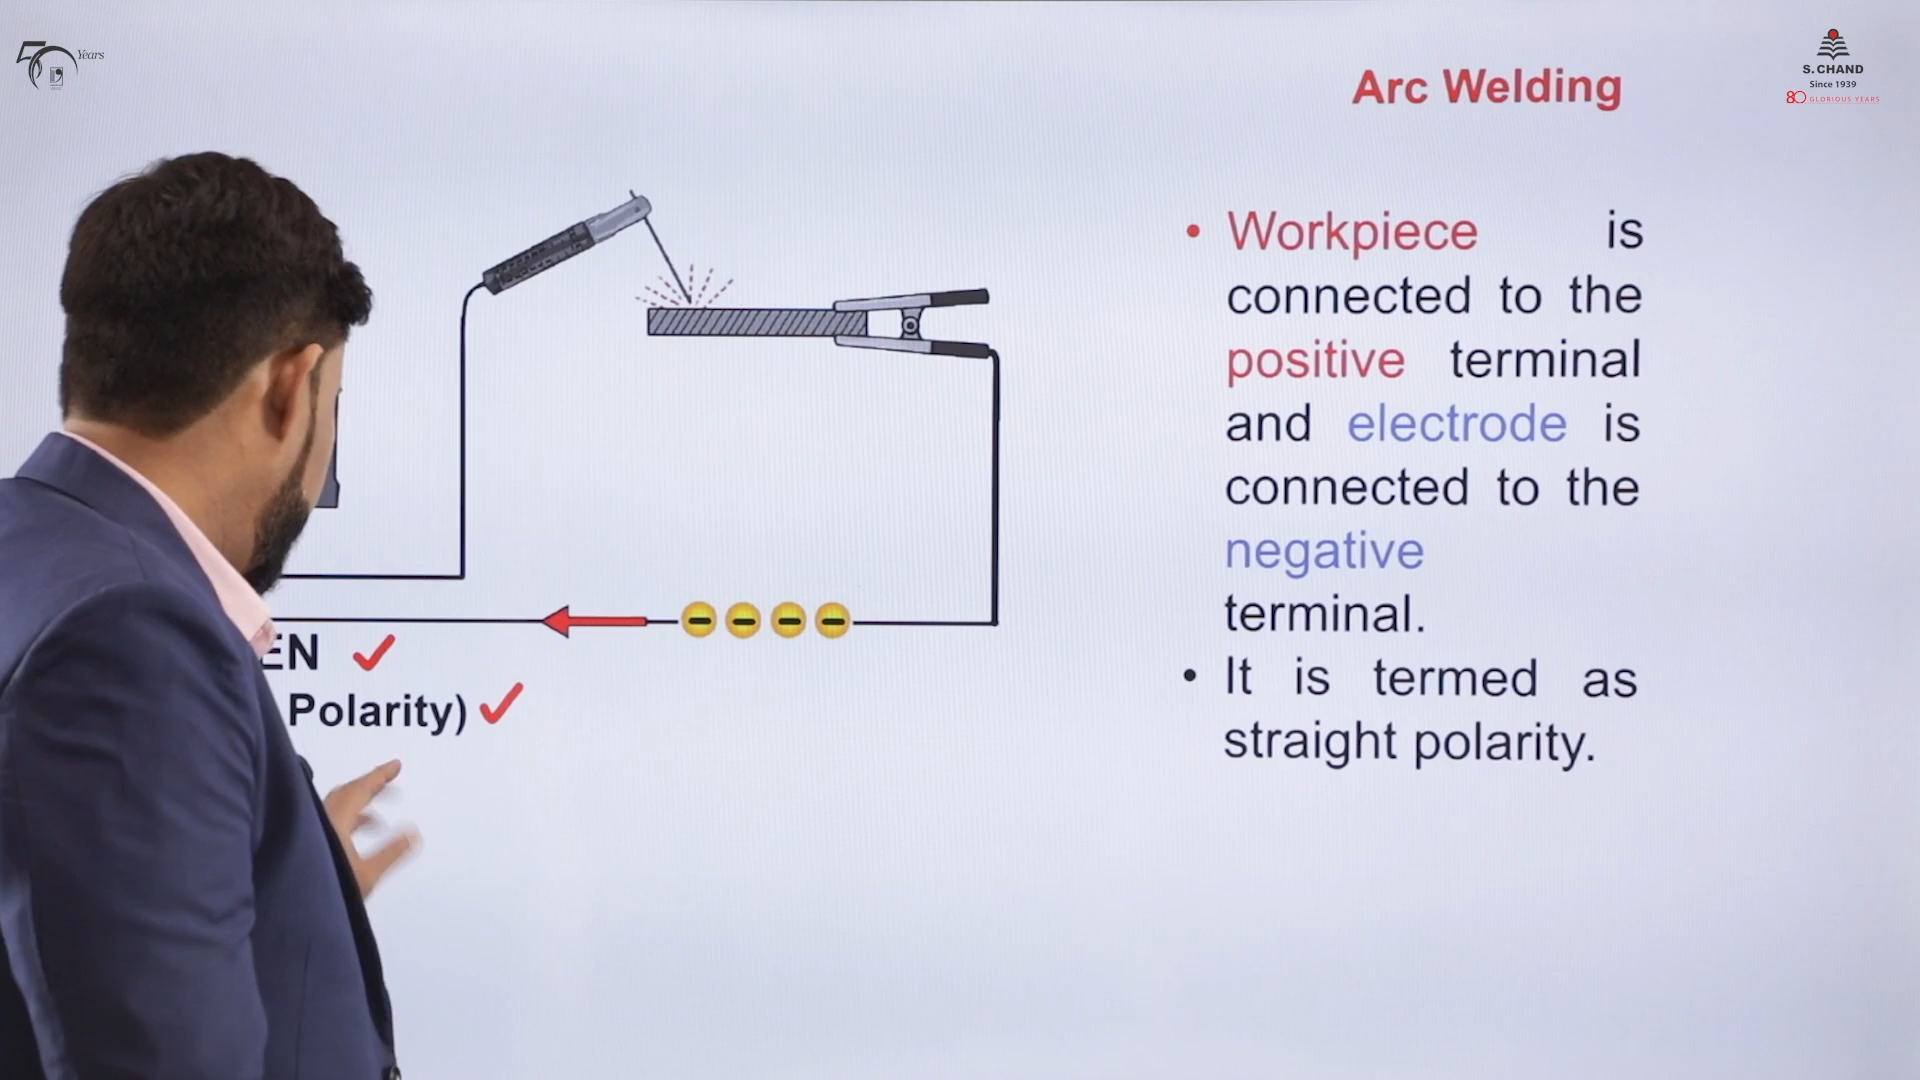 50 Years
S. CHAND
Since 1939
80 GLORIOUS YEARS
Arc Welding
• Workpiece is
connected to the
positive terminal
and electrode is
connected to the
negative
terminal.
• It is termed as
straight polarity.
EN
Polarity)